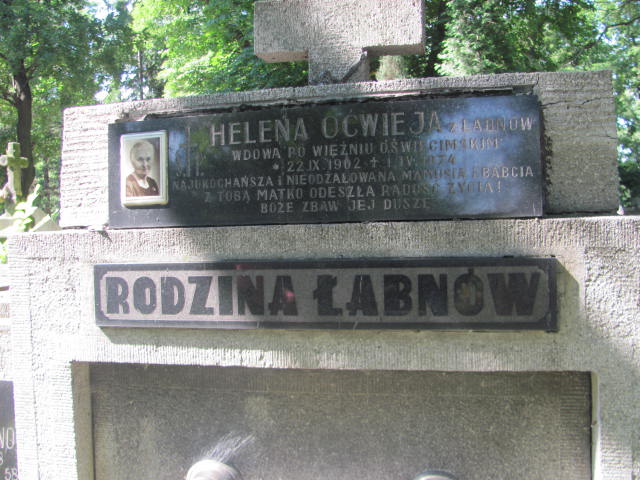 HELENA OĆWIEJA z ŁABNÓW
WDOWA PO WIĘŹNIU OŚWIĘCIMSKIM
* 22 IX 1902 + 1 IV 1974
NAJUKOCHAŃSZA I NIEODŻAŁOWANA MAMUSIA I BABCIA
Z TOBĄ MATKO ODESZŁA RADOŚĆ ŻYCIA!
BOŻE ZBAW JEJ DUSZĘ
RODZINA ŁABNÓW